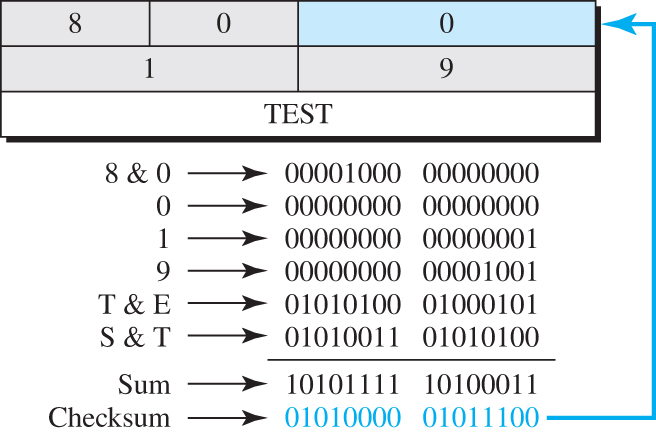 8 0 0
1 9
TEST
8 & 0 00001000 00000000
0 00000000 00000000
1 00000000 00000001
9 00000000 00001001
T & E 01010100 01000101
S & T 01010011 01010100
Sum 10101111 10100011
Checksum 01010000 01011100